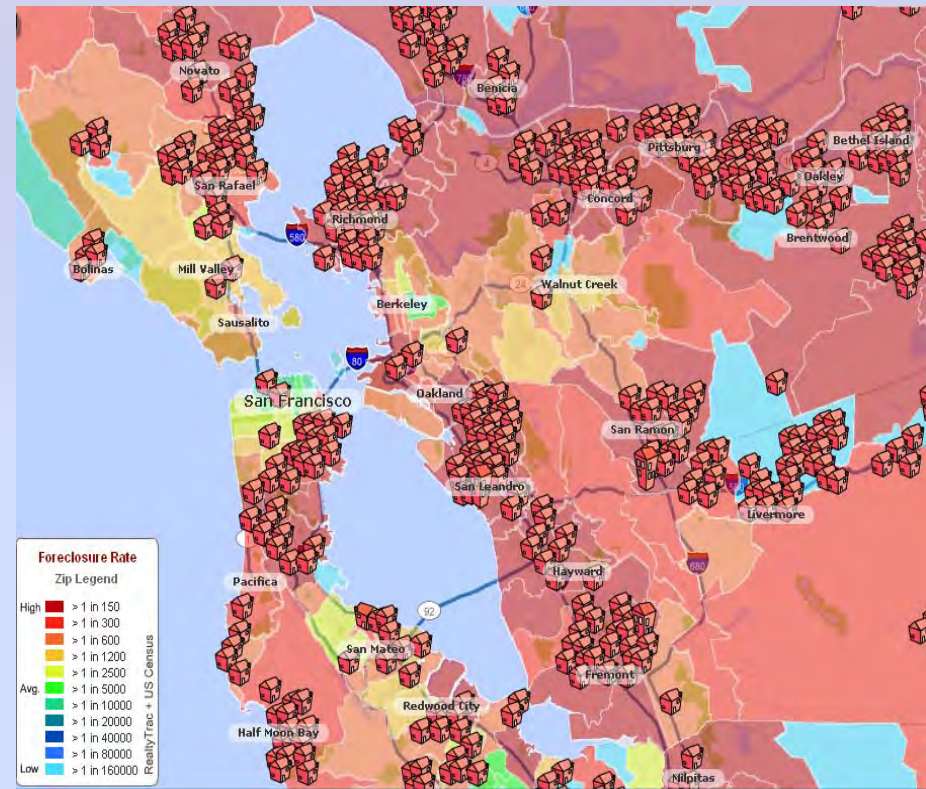 Novato
Benicia
Pittsburg
Bethel Island
4
San Rafael
Concord
Oakley
Richmond
580
Brentwood
Bolinas
Mill Valley
24
Walnut Creek
Berkeley
Sausalito
80
Oakland
San Francisco
San Ramon
San Leandro
Livermore
Hayward
680
Pacifica
92
San Mateo
Fremont
Redwood City
Half Moon Bay
Milpitas
Foreclosure Rate
Zip Legend
High > 1 in 150
> 1 in 300
> 1 in 600
> 1 in 1200
> 1 in 2500
Avg. > 1 in 5000
> 1 in 10000
> 1 in 20000
> 1 in 40000
> 1 in 80000
Low > 1 in 160000
RealtyTrac + US Census